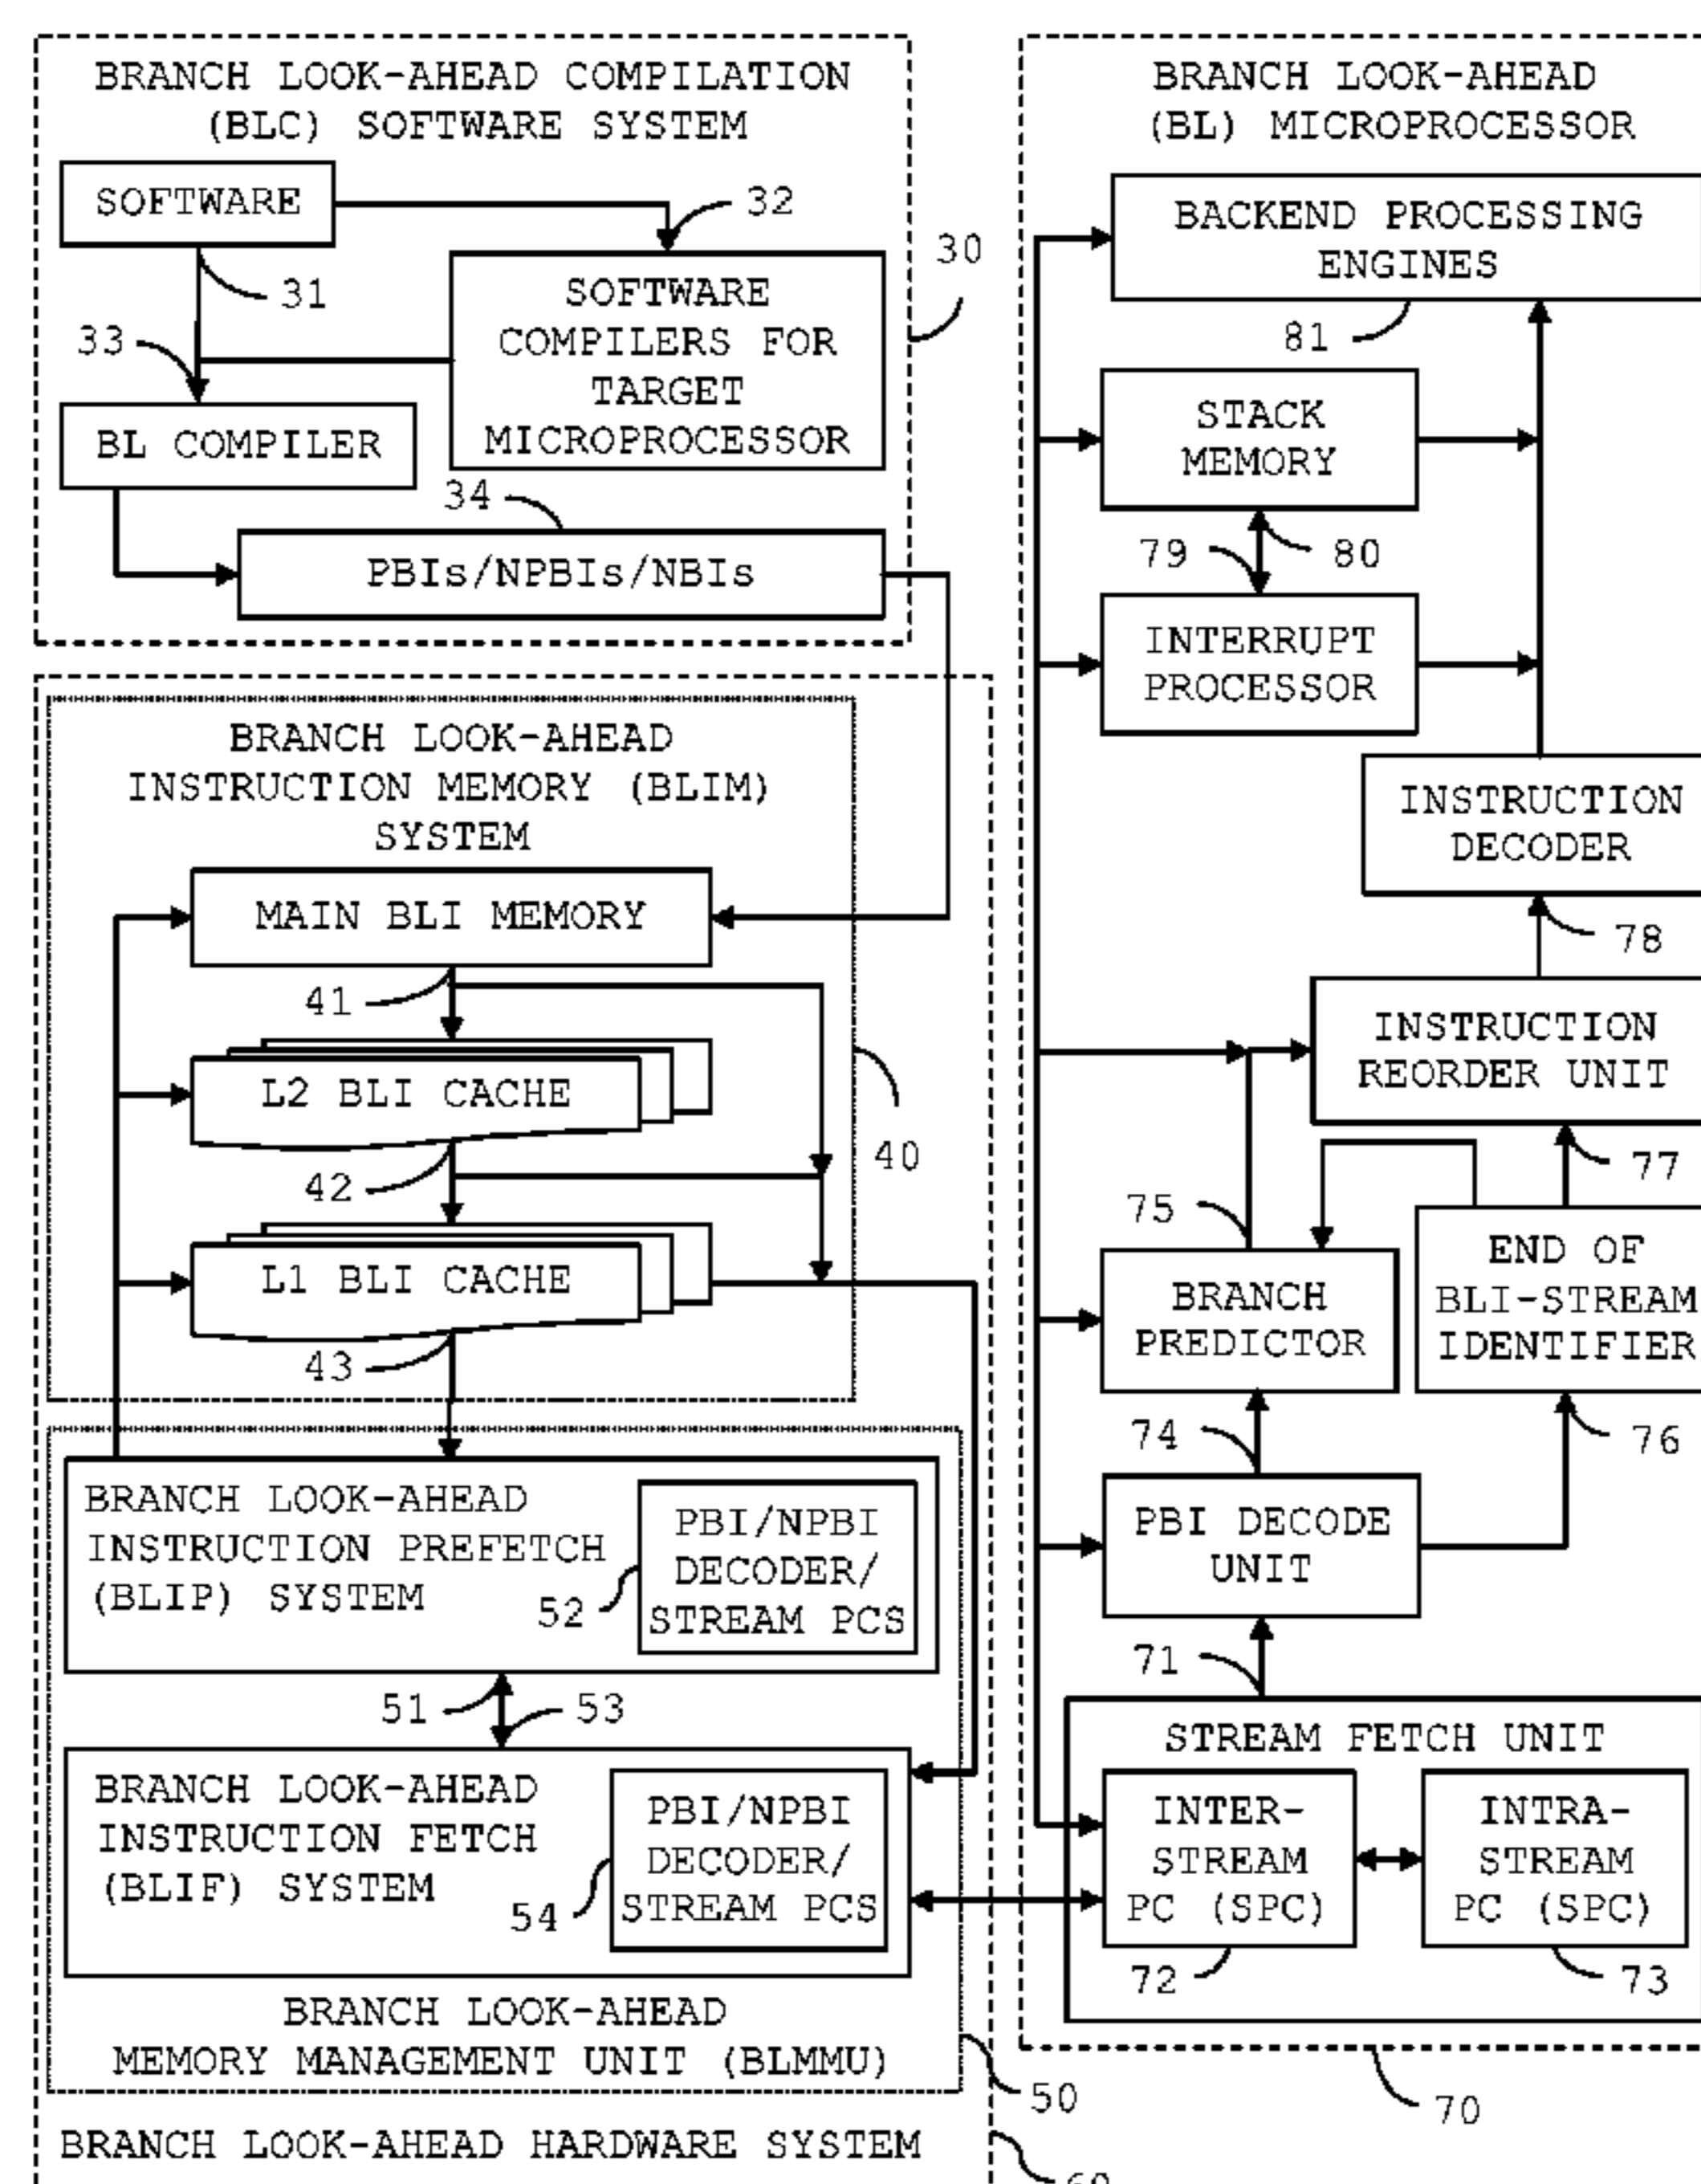 BRANCH LOOK-AHEAD COMPILATION
(BLC) SOFTWARE SYSTEM
SOFTWARE
32
31
30
SOFTWARE
COMPILERS FOR
TARGET
MICROPROCESSOR
33
BL COMPILER
34
PBIs/NPBIs/NBIs
BRANCH LOOK-AHEAD
INSTRUCTION MEMORY (BLIM)
SYSTEM
MAIN BLI MEMORY
41
L2 BLI CACHE
40
42
L1 BLI CACHE
43
BRANCH LOOK-AHEAD
INSTRUCTION PREFETCH
(BLIP) SYSTEM
52
PBI/NPBI
DECODER/
STREAM PCS
51
53
BRANCH LOOK-AHEAD
INSTRUCTION FETCH
(BLIF) SYSTEM
54
PBI/NPBI
DECODER/
STREAM PCS
BRANCH LOOK-AHEAD
MEMORY MANAGEMENT UNIT (BLMMU)
50
BRANCH LOOK-AHEAD HARDWARE SYSTEM
60
BRANCH LOOK-AHEAD
(BL) MICROPROCESSOR
BACKEND PROCESSING
ENGINES
81
STACK
MEMORY
79
80
INTERRUPT
PROCESSOR
INSTRUCTION
DECODER
78
INSTRUCTION
REORDER UNIT
77
75
END OF
BLI-STREAM
IDENTIFIER
BRANCH
PREDICTOR
74
76
PBI DECODE
UNIT
71
STREAM FETCH UNIT
INTER-
STREAM
PC (SPC)
INTRA-
STREAM
PC (SPC)
72
73
70